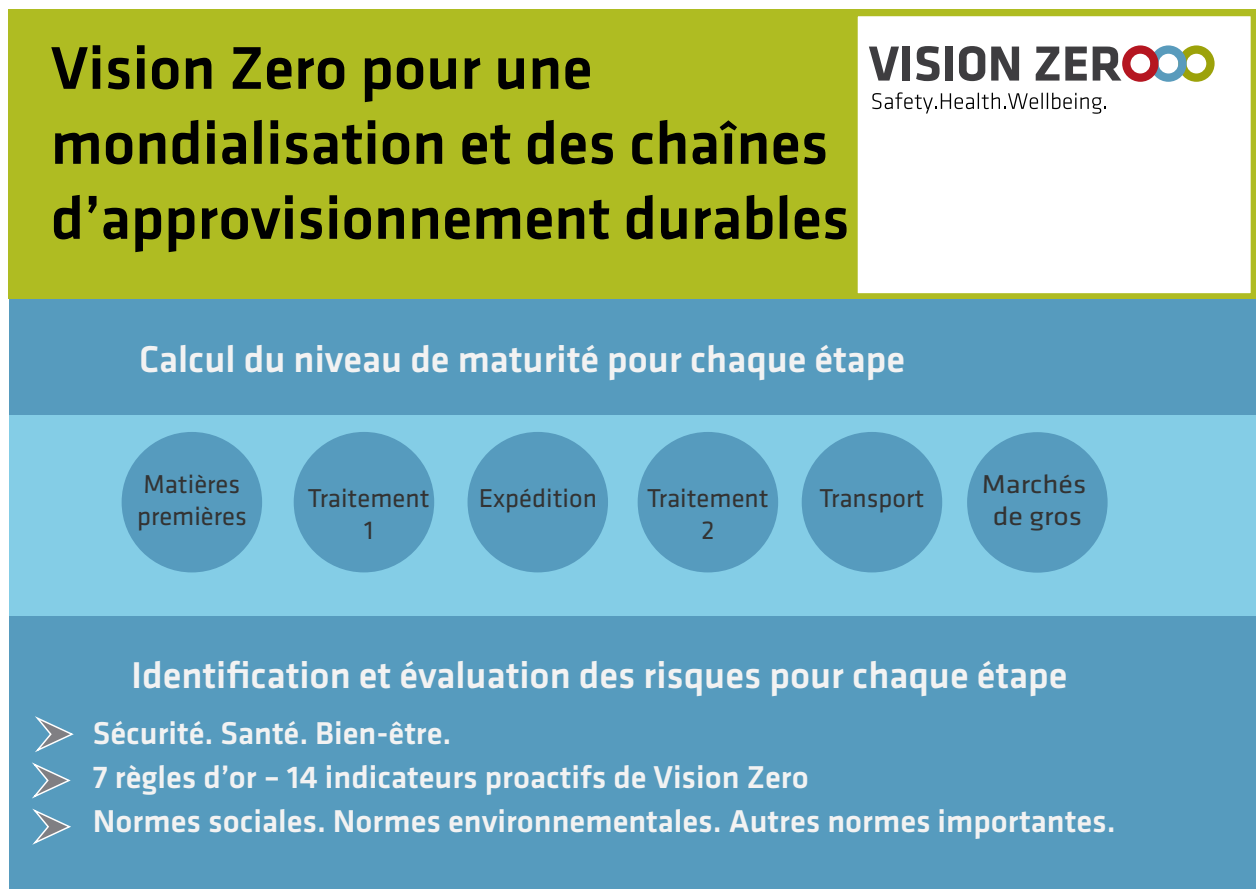 Vision Zero pour une
mondialisation et des chaînes
d’approvisionnement durables
VISION ZERO
Safety.Health.Wellbeing.
Calcul du niveau de maturité pour chaque étape
Matières
premières
Traitement
1
Expédition
Traitement
2
Transport
Marchés
de gros
Identification et évaluation des risques pour chaque étape
Sécurité. Santé. Bien-être.
7 règles d’or – 14 indicateurs proactifs de Vision Zero
Normes sociales. Normes environnementales. Autres normes importantes.